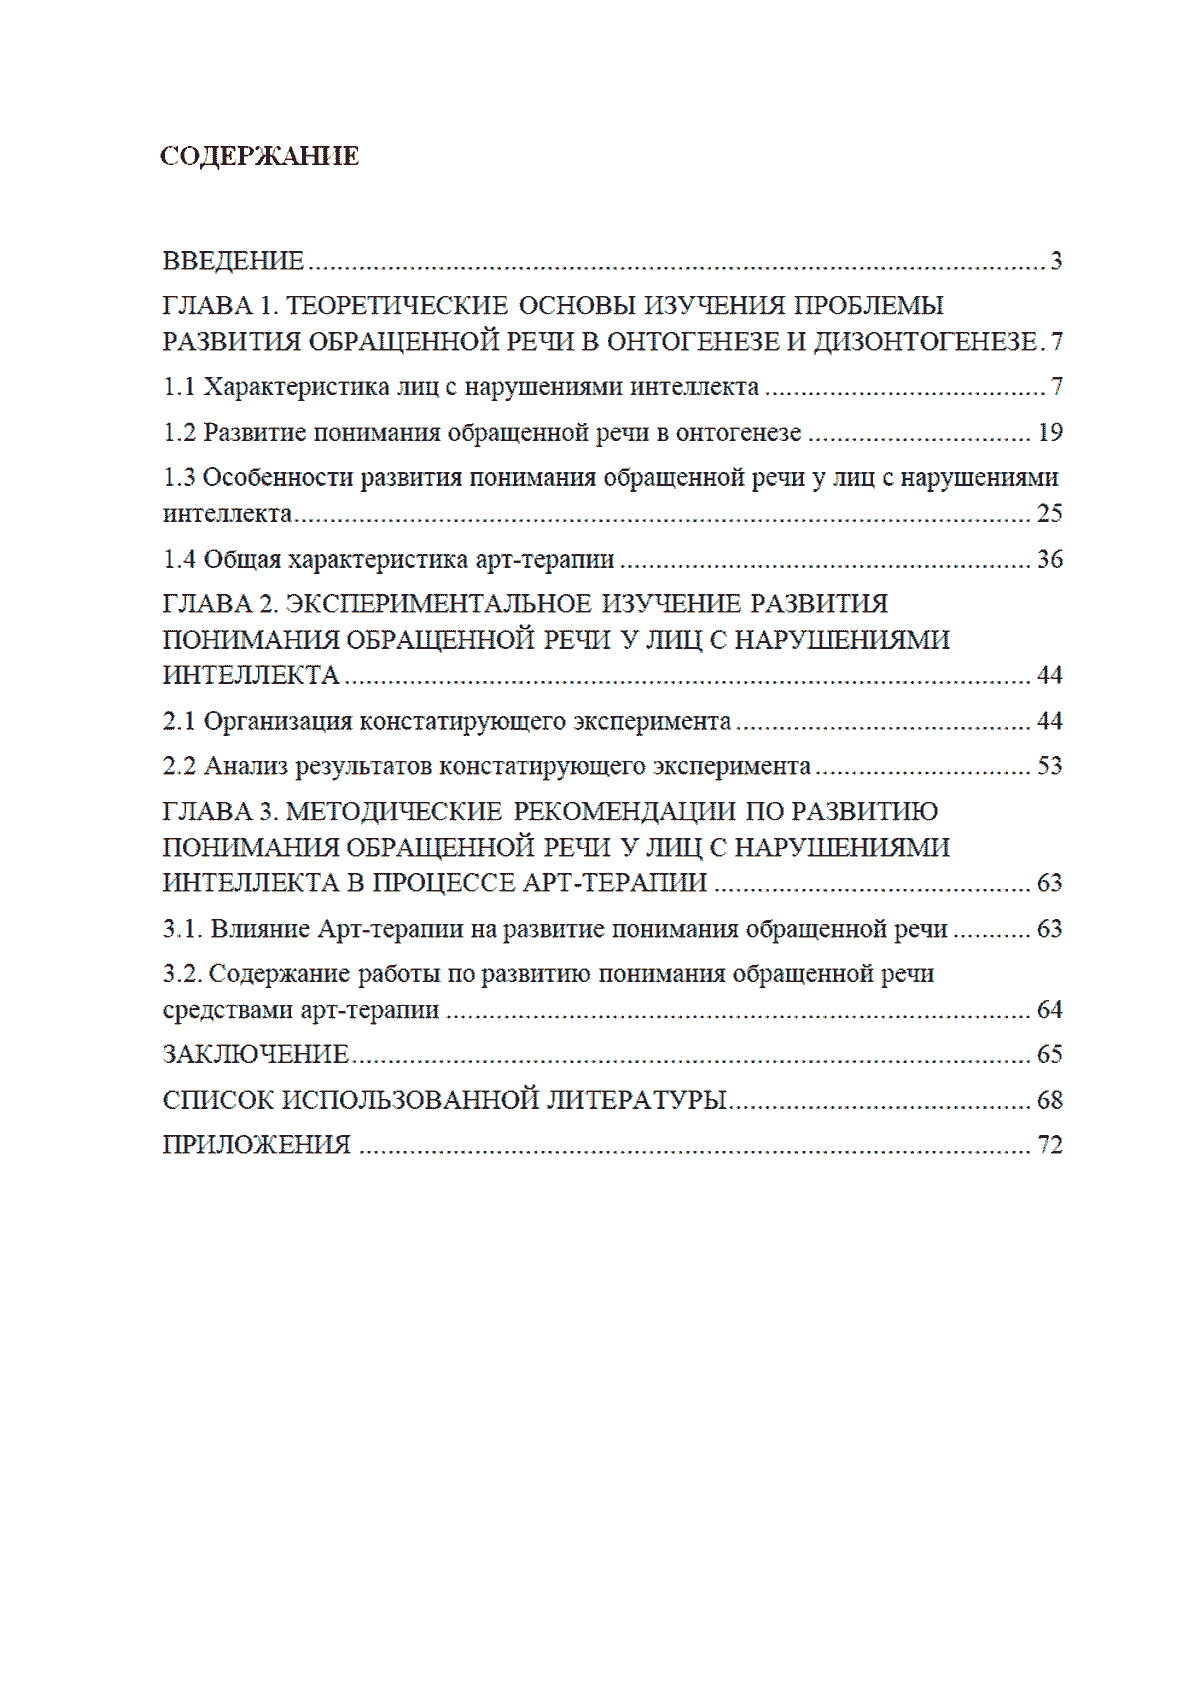 СОДЕРЖАНИЕ
ВВЕДЕНИЕ........................................................................................................ 3
ГЛАВА 1. ТЕОРЕТИЧЕСКИЕ ОСНОВЫ ИЗУЧЕНИЯ ПРОБЛЕМЫ
РАЗВИТИЯ ОБРАЩЕННОЙ РЕЧИ В ОНТОГЕНЕЗЕ И ДИЗОНТОГЕНЕЗЕ. 7
1.1 Характеристика лиц с нарушениями интеллекта ....................................... 7
1.2 Развитие понимания обращенной речи в онтогенезе ............................... 19
1.3 Особенности развития понимания обращенной речи у лиц с нарушениями
интеллекта...................................................................................................... 25
1.4 Общая характеристика арт-терапии ......................................................... 36
ГЛАВА 2. ЭКСПЕРИМЕНТАЛЬНОЕ ИЗУЧЕНИЕ РАЗВИТИЯ
ПОНИМАНИЯ ОБРАЩЕННОЙ РЕЧИ У ЛИЦ С НАРУШЕНИЯМИ
ИНТЕЛЛЕКТА............................................................................................... 44
2.1 Организация констатирующего эксперимента......................................... 44
2.2 Анализ результатов констатирующего эксперимента.............................. 53
ГЛАВА 3. МЕТОДИЧЕСКИЕ РЕКОМЕНДАЦИИ ПО РАЗВИТИЮ
ПОНИМАНИЯ ОБРАЩЕННОЙ РЕЧИ У ЛИЦ С НАРУШЕНИЯМИ
ИНТЕЛЛЕКТА В ПРОЦЕССЕ АРТ-ТЕРАПИИ ............................................ 63
3.1. Влияние Арт-терапии на развитие понимания обращенной речи ........... 63
3.2. Содержание работы по развитию понимания обращенной речи
средствами арт-терапии ................................................................................. 64
ЗАКЛЮЧЕНИЕ.............................................................................................. 65
СПИСОК ИСПОЛЬЗОВАННОЙ ЛИТЕРАТУРЫ.......................................... 68
ПРИЛОЖЕНИЯ ............................................................................................. 72